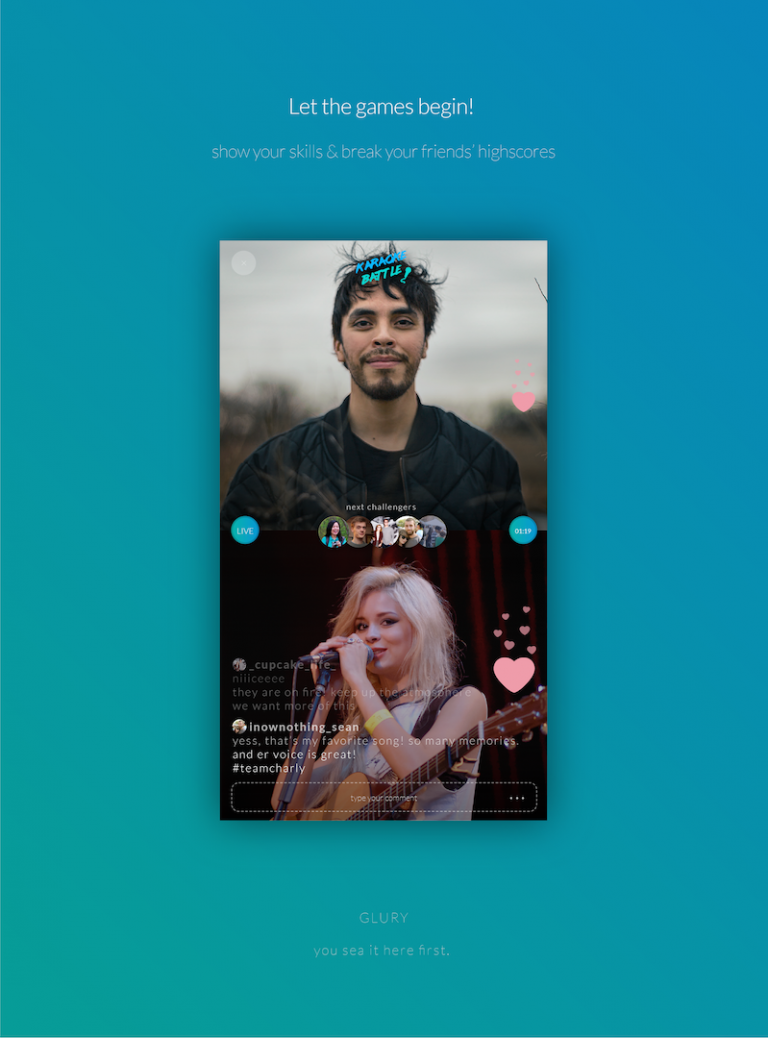 Let the games begin!
show your skills & break your friends' highscores
KARAOKE
BATTLE!
next challengers
LIVE
01:19
_cupcake_life_
niiiceeee
they are on fire! keep up the atmosphere
we want more of this
inownothing_sean
yess, that's my favorite song! so many memories.
and er voice is great!
#teamcharly
type your comment
GLURY
you sea it here first.